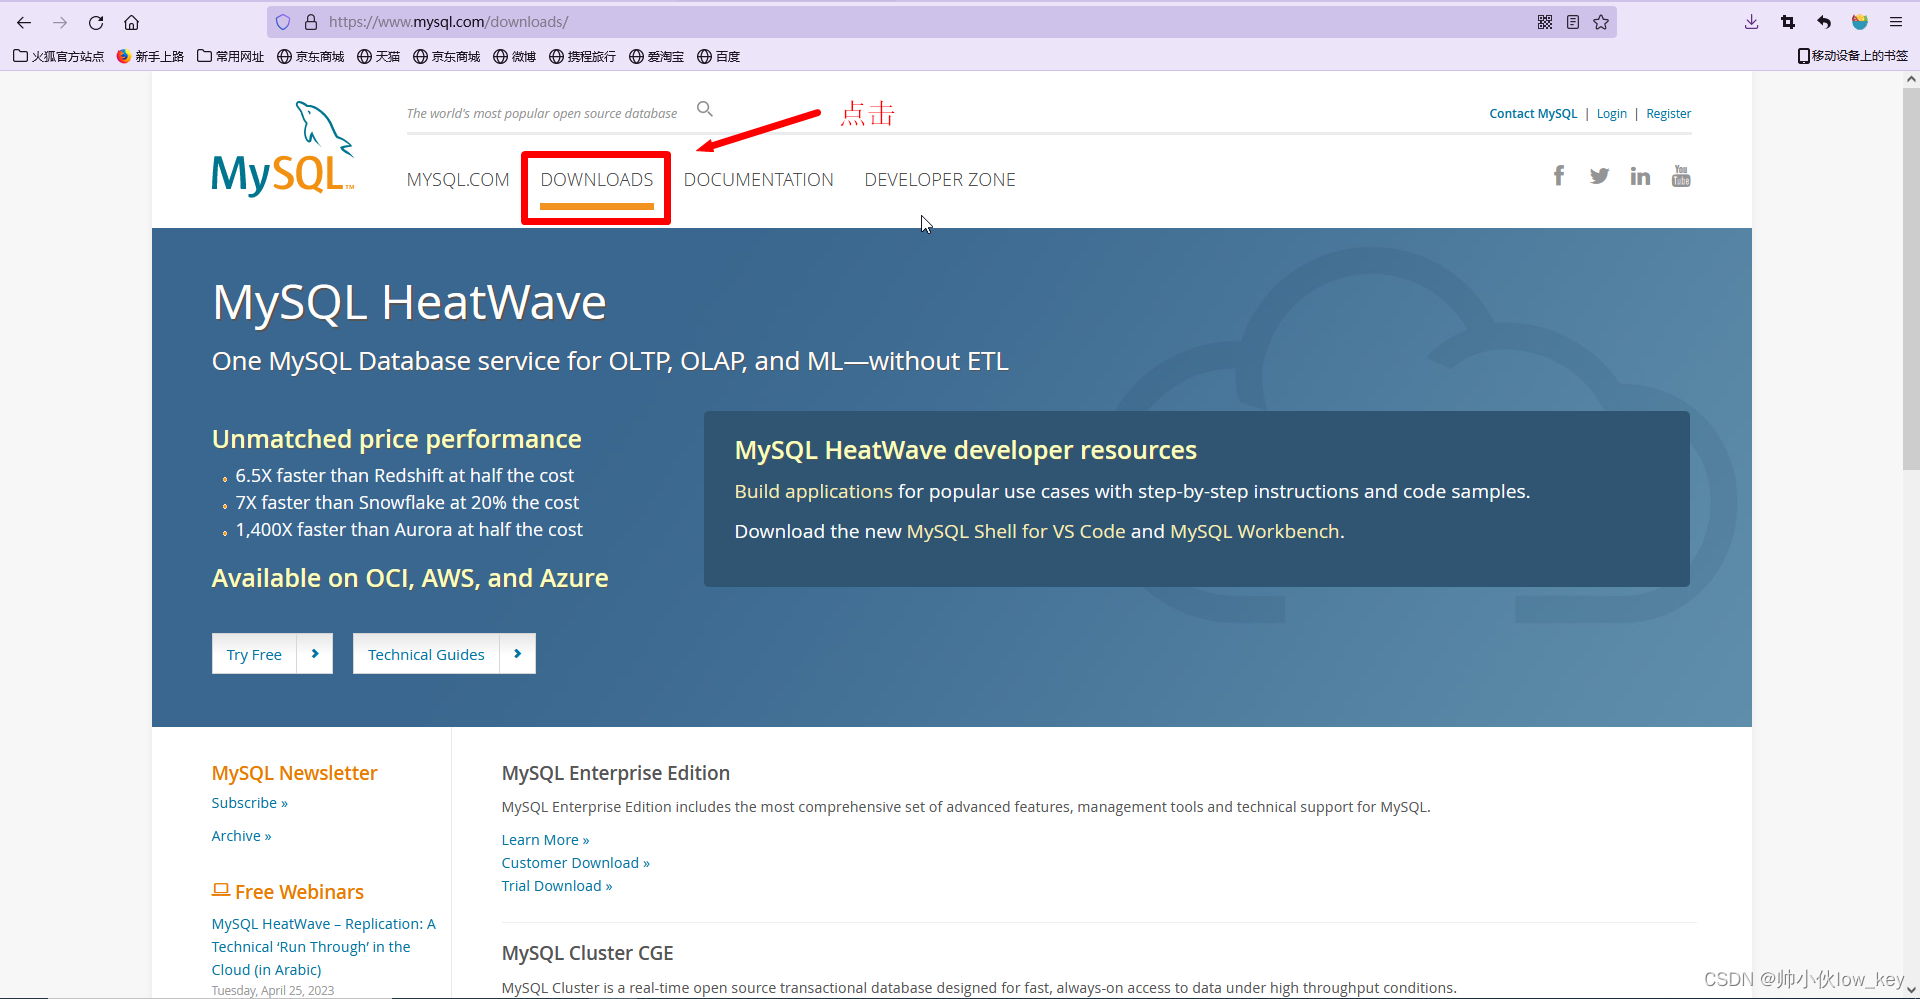 https://www.mysql.com/downloads/
火狐官方站点 新手上路 常用网址 京东商城 天猫 京东商城 微博 携程旅行 爱淘宝 百度 移动设备上的书签
The world's most popular open source database
点击
Contact MySQL | Login | Register
MySQL™
MYSQL.COM DOWNLOADS DOCUMENTATION DEVELOPER ZONE
You Tube
MySQL HeatWave
One MySQL Database service for OLTP, OLAP, and ML—without ETL
Unmatched price performance
6.5X faster than Redshift at half the cost
7X faster than Snowflake at 20% the cost
1,400X faster than Aurora at half the cost
Available on OCI, AWS, and Azure
Try Free
Technical Guides
MySQL HeatWave developer resources
Build applications for popular use cases with step-by-step instructions and code samples.
Download the new MySQL Shell for VS Code and MySQL Workbench.
MySQL Newsletter
Subscribe »
Archive »
Free Webinars
MySQL HeatWave – Replication: A
Technical ‘Run Through’ in the
Cloud (in Arabic)
Tuesday, April 25, 2023
MySQL Enterprise Edition
MySQL Enterprise Edition includes the most comprehensive set of advanced features, management tools and technical support for MySQL.
Learn More »
Customer Download »
Trial Download »
MySQL Cluster CGE
MySQL Cluster is a real-time open source transactional database designed for fast, always-on access to data under high throughput conditions.
CSDN @帅小伙low_key